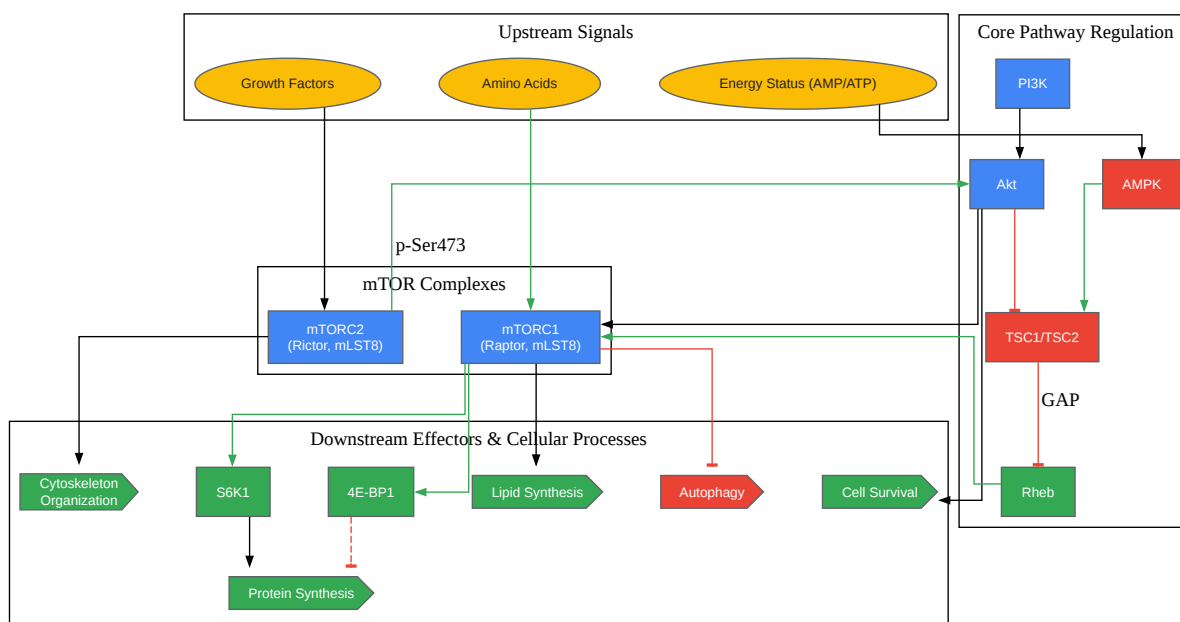 Upstream Signals
Core Pathway Regulation
Growth Factors
Amino Acids
Energy Status (AMP/ATP)
PI3K
Akt
AMPK
p-Ser473
mTOR Complexes
mTORC2
(Rictor, mLST8)
mTORC1
(Raptor, mLST8)
TSC1/TSC2
GAP
Downstream Effectors & Cellular Processes
Cytoskeleton
Organization
S6K1
4E-BP1
Lipid Synthesis
Autophagy
Cell Survival
Rheb
Protein Synthesis